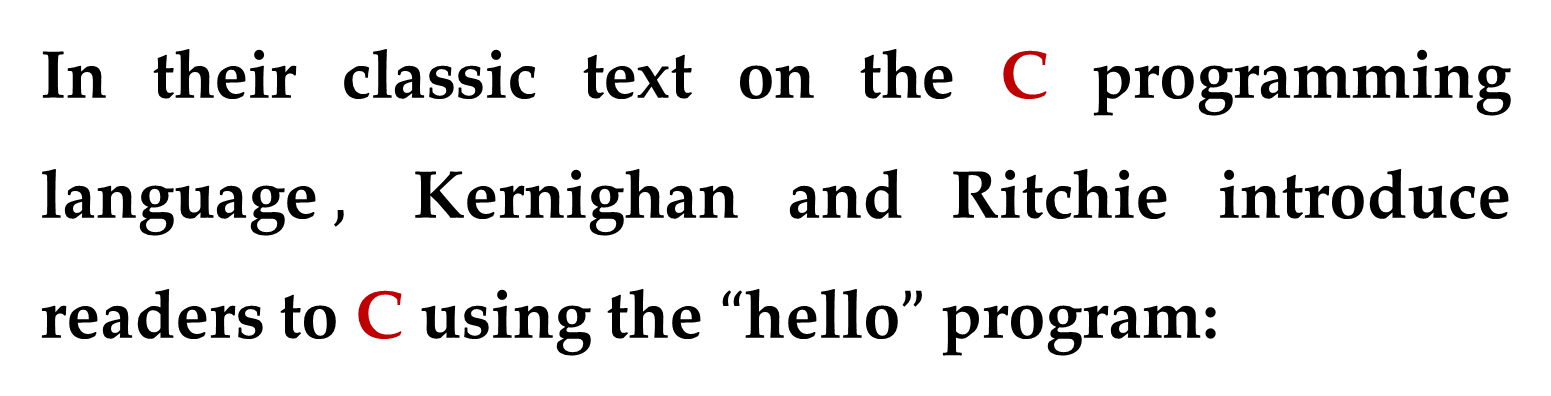 In their classic text on the C programming
language , Kernighan and Ritchie introduce
readers to C using the “hello” program: